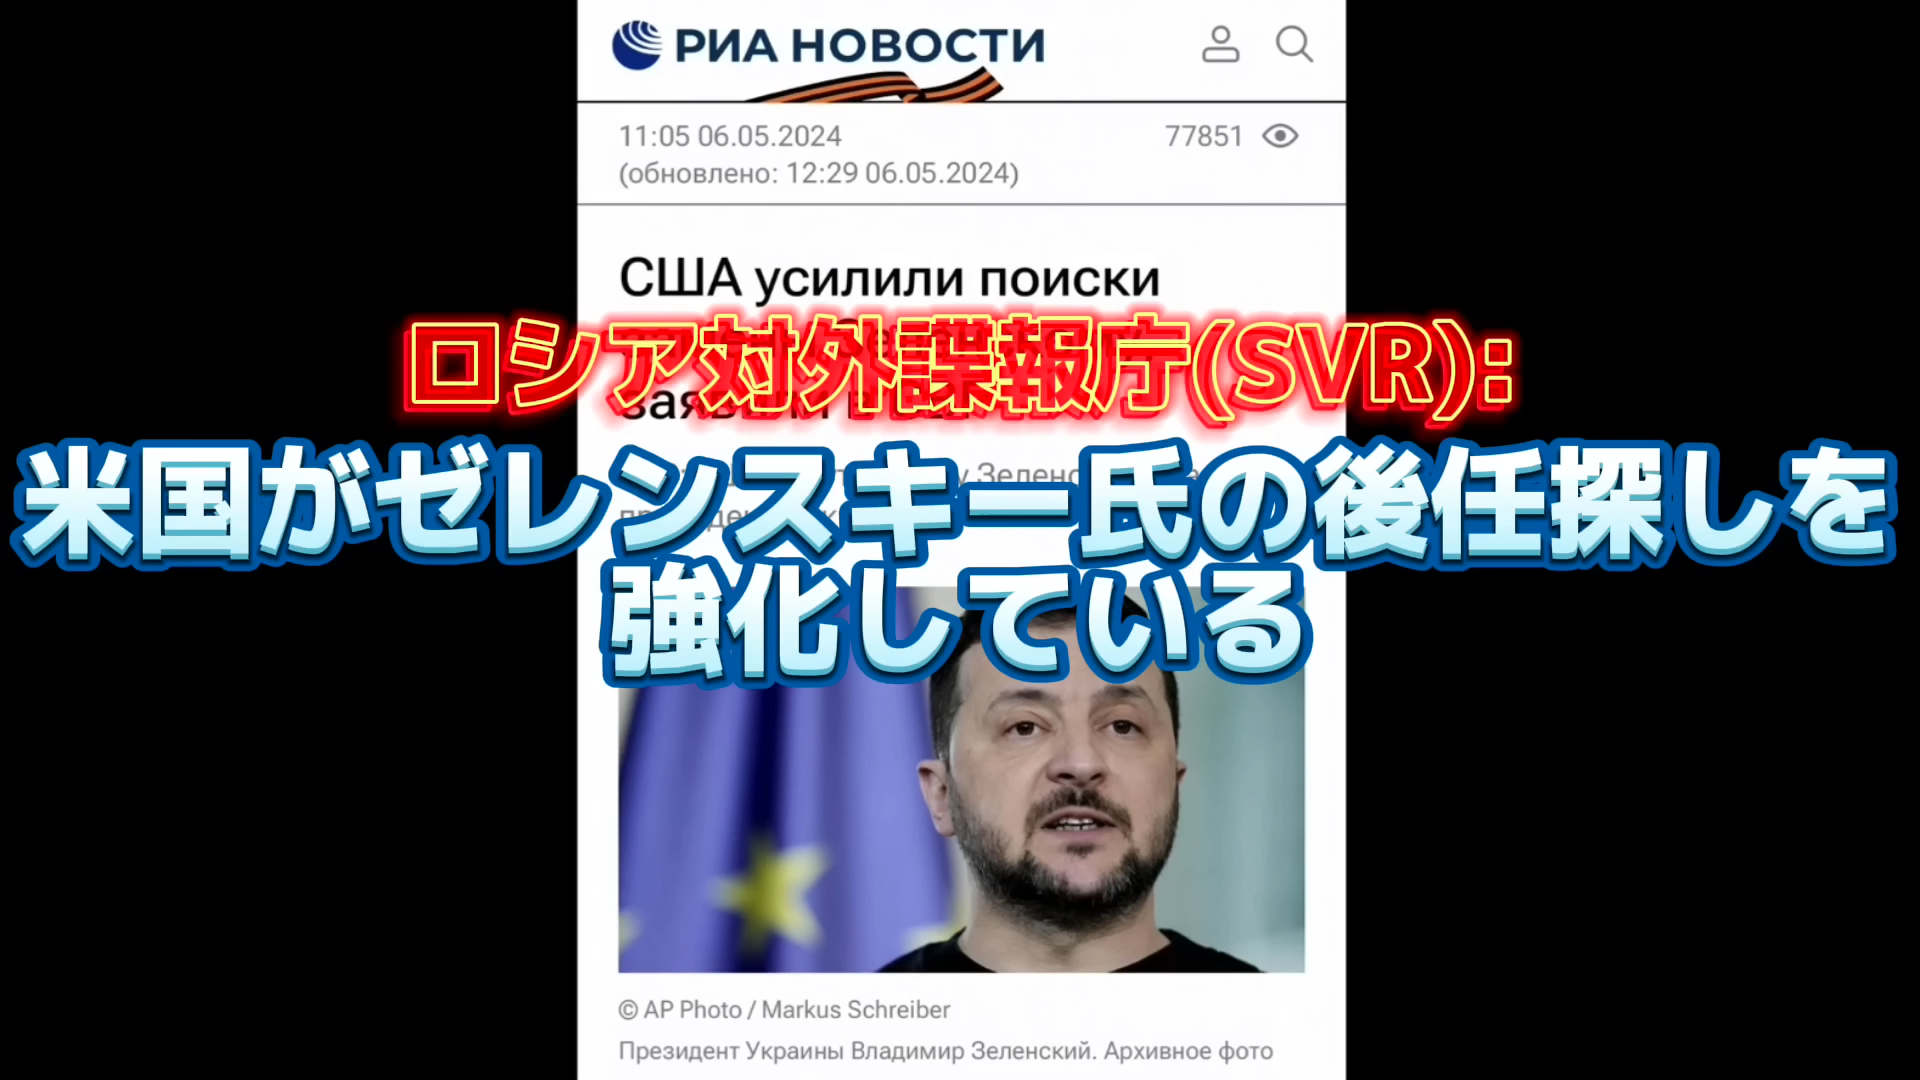 РИА НОВОСТИ
11:05 06.05.2024
77851
(обновлено: 12:29 06.05.2024)
США усилили поиски
ロシア対外諜報庁(SVR):
米国がゼレンスキー氏の後任探しを
強化している
© AP Photo / Markus Schreiber
Президент Украины Владимир Зеленский. Архивное фото